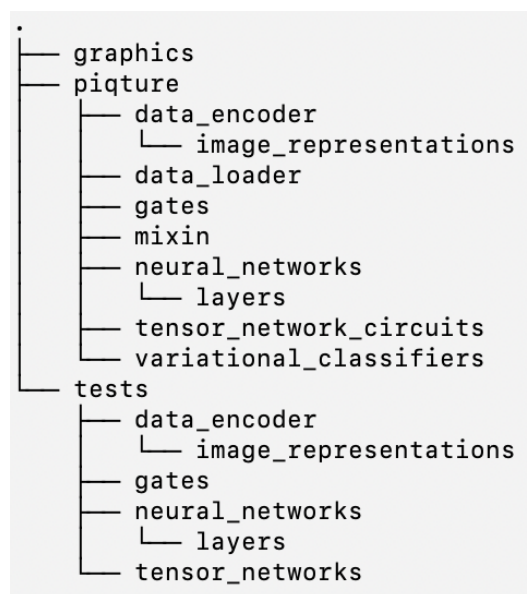 .
├── graphics
├── piqture
│   ├── data_encoder
│   │   └── image_representations
│   ├── data_loader
│   ├── gates
│   ├── mixin
│   ├── neural_networks
│   │   └── layers
│   ├── tensor_network_circuits
│   └── variational_classifiers
└── tests
    ├── data_encoder
    │   └── image_representations
    ├── gates
    ├── neural_networks
    │   └── layers
    └── tensor_networks